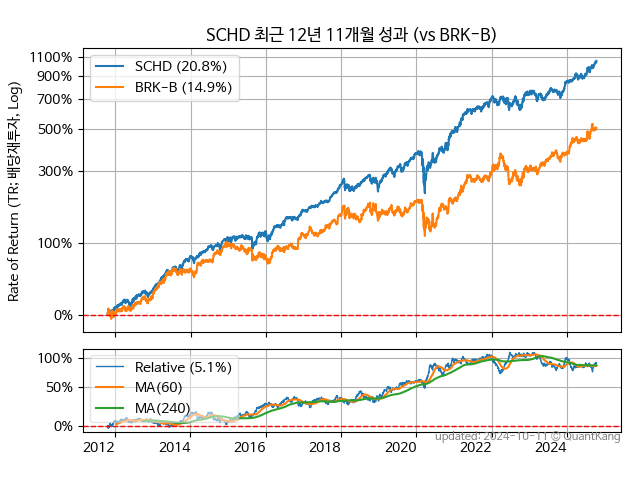 SCHD 최근 12년 11개월 성과 (vs BRK-B)
Rate of Return (TR; 배당재투자, Log)
1100%
900%
700%
500%
300%
100%
0%
SCHD (20.8%)
BRK-B (14.9%)
100%
50%
0%
Relative (5.1%)
MA(60)
MA(240)
2012 2014 2016 2018 2020 2022 2024
updated: 2024-10-11 © QuantKang